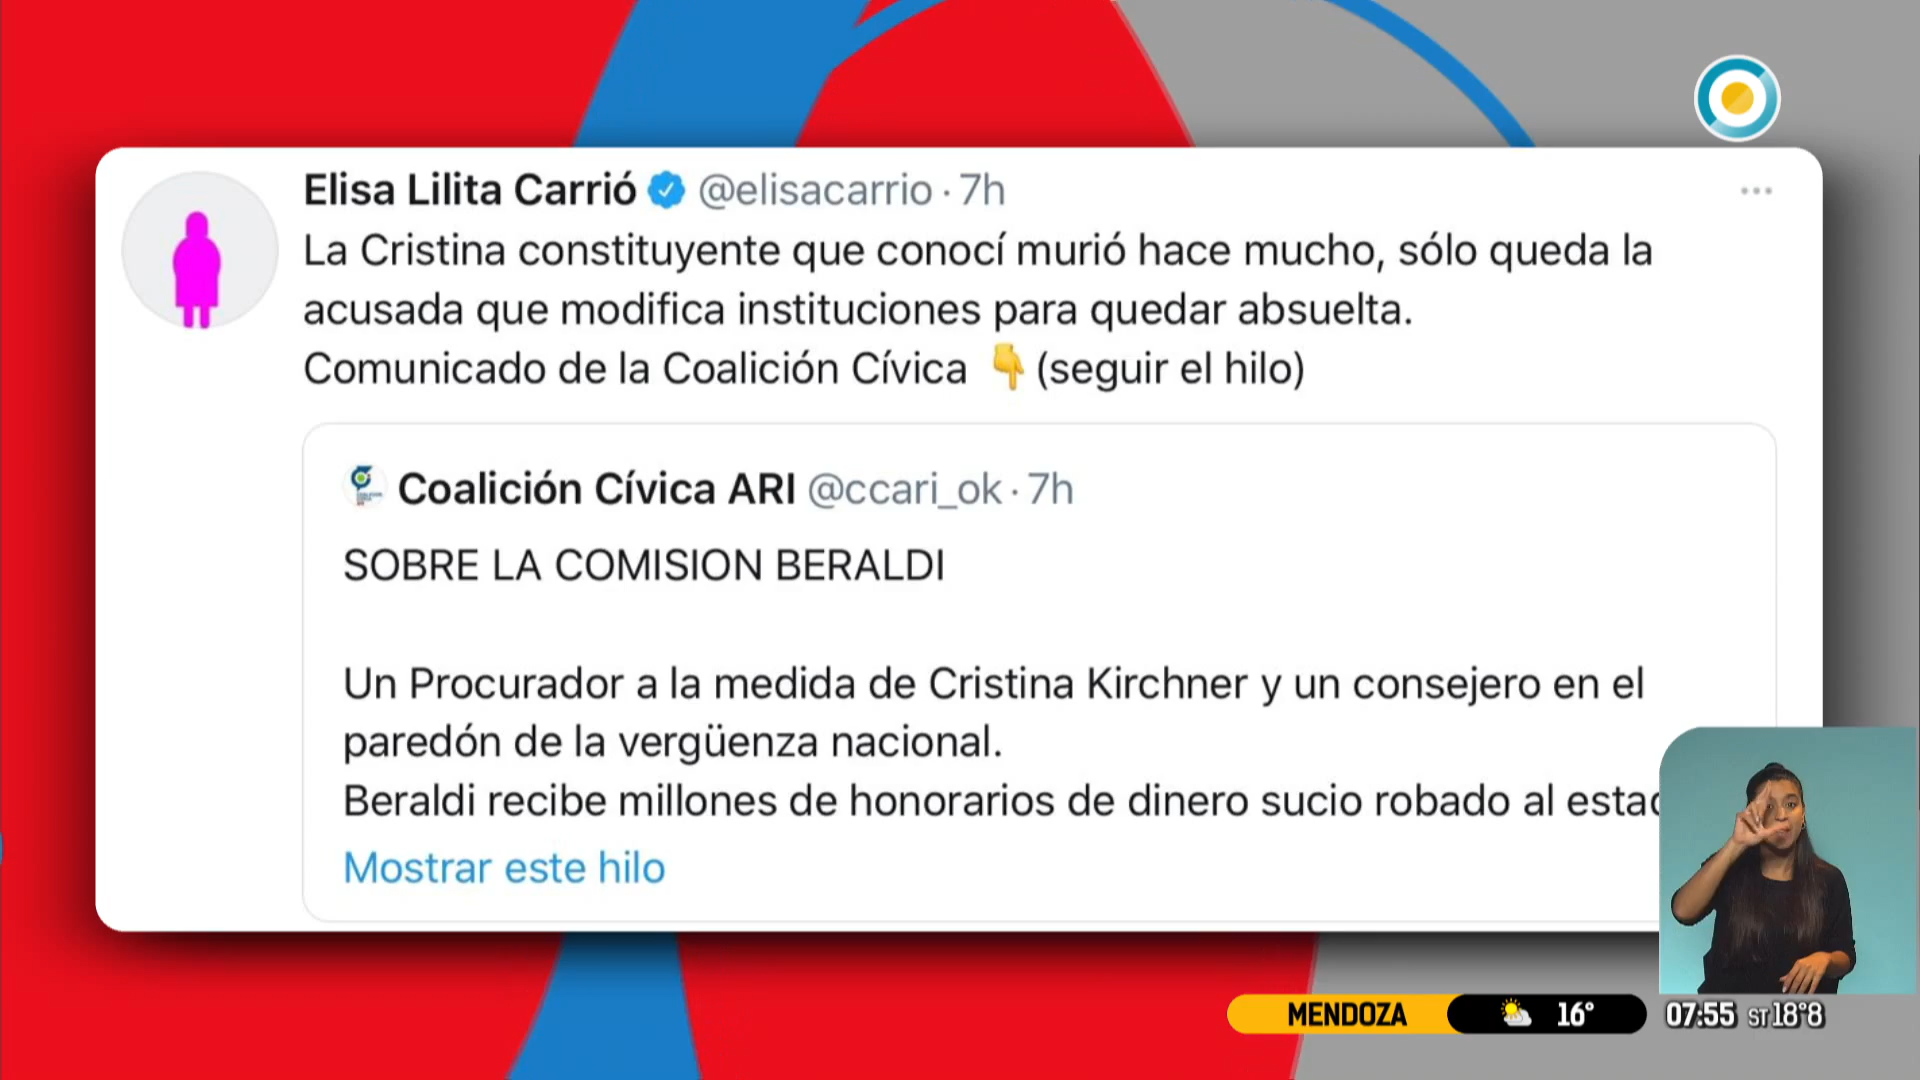 Elisa Lilita Carrió @elisacarrio · 7h
La Cristina constituyente que conocí murió hace mucho, sólo queda la
acusada que modifica instituciones para quedar absuelta.
Comunicado de la Coalición Cívica 👇 (seguir el hilo)
Coalición Cívica ARI @ccari_ok · 7h
SOBRE LA COMISION BERALDI
Un Procurador a la medida de Cristina Kirchner y un consejero en el
paredón de la vergüenza nacional.
Beraldi recibe millones de honorarios de dinero sucio robado al
Mostrar este hilo
MENDOZA 16° 07:55 ST 18°8